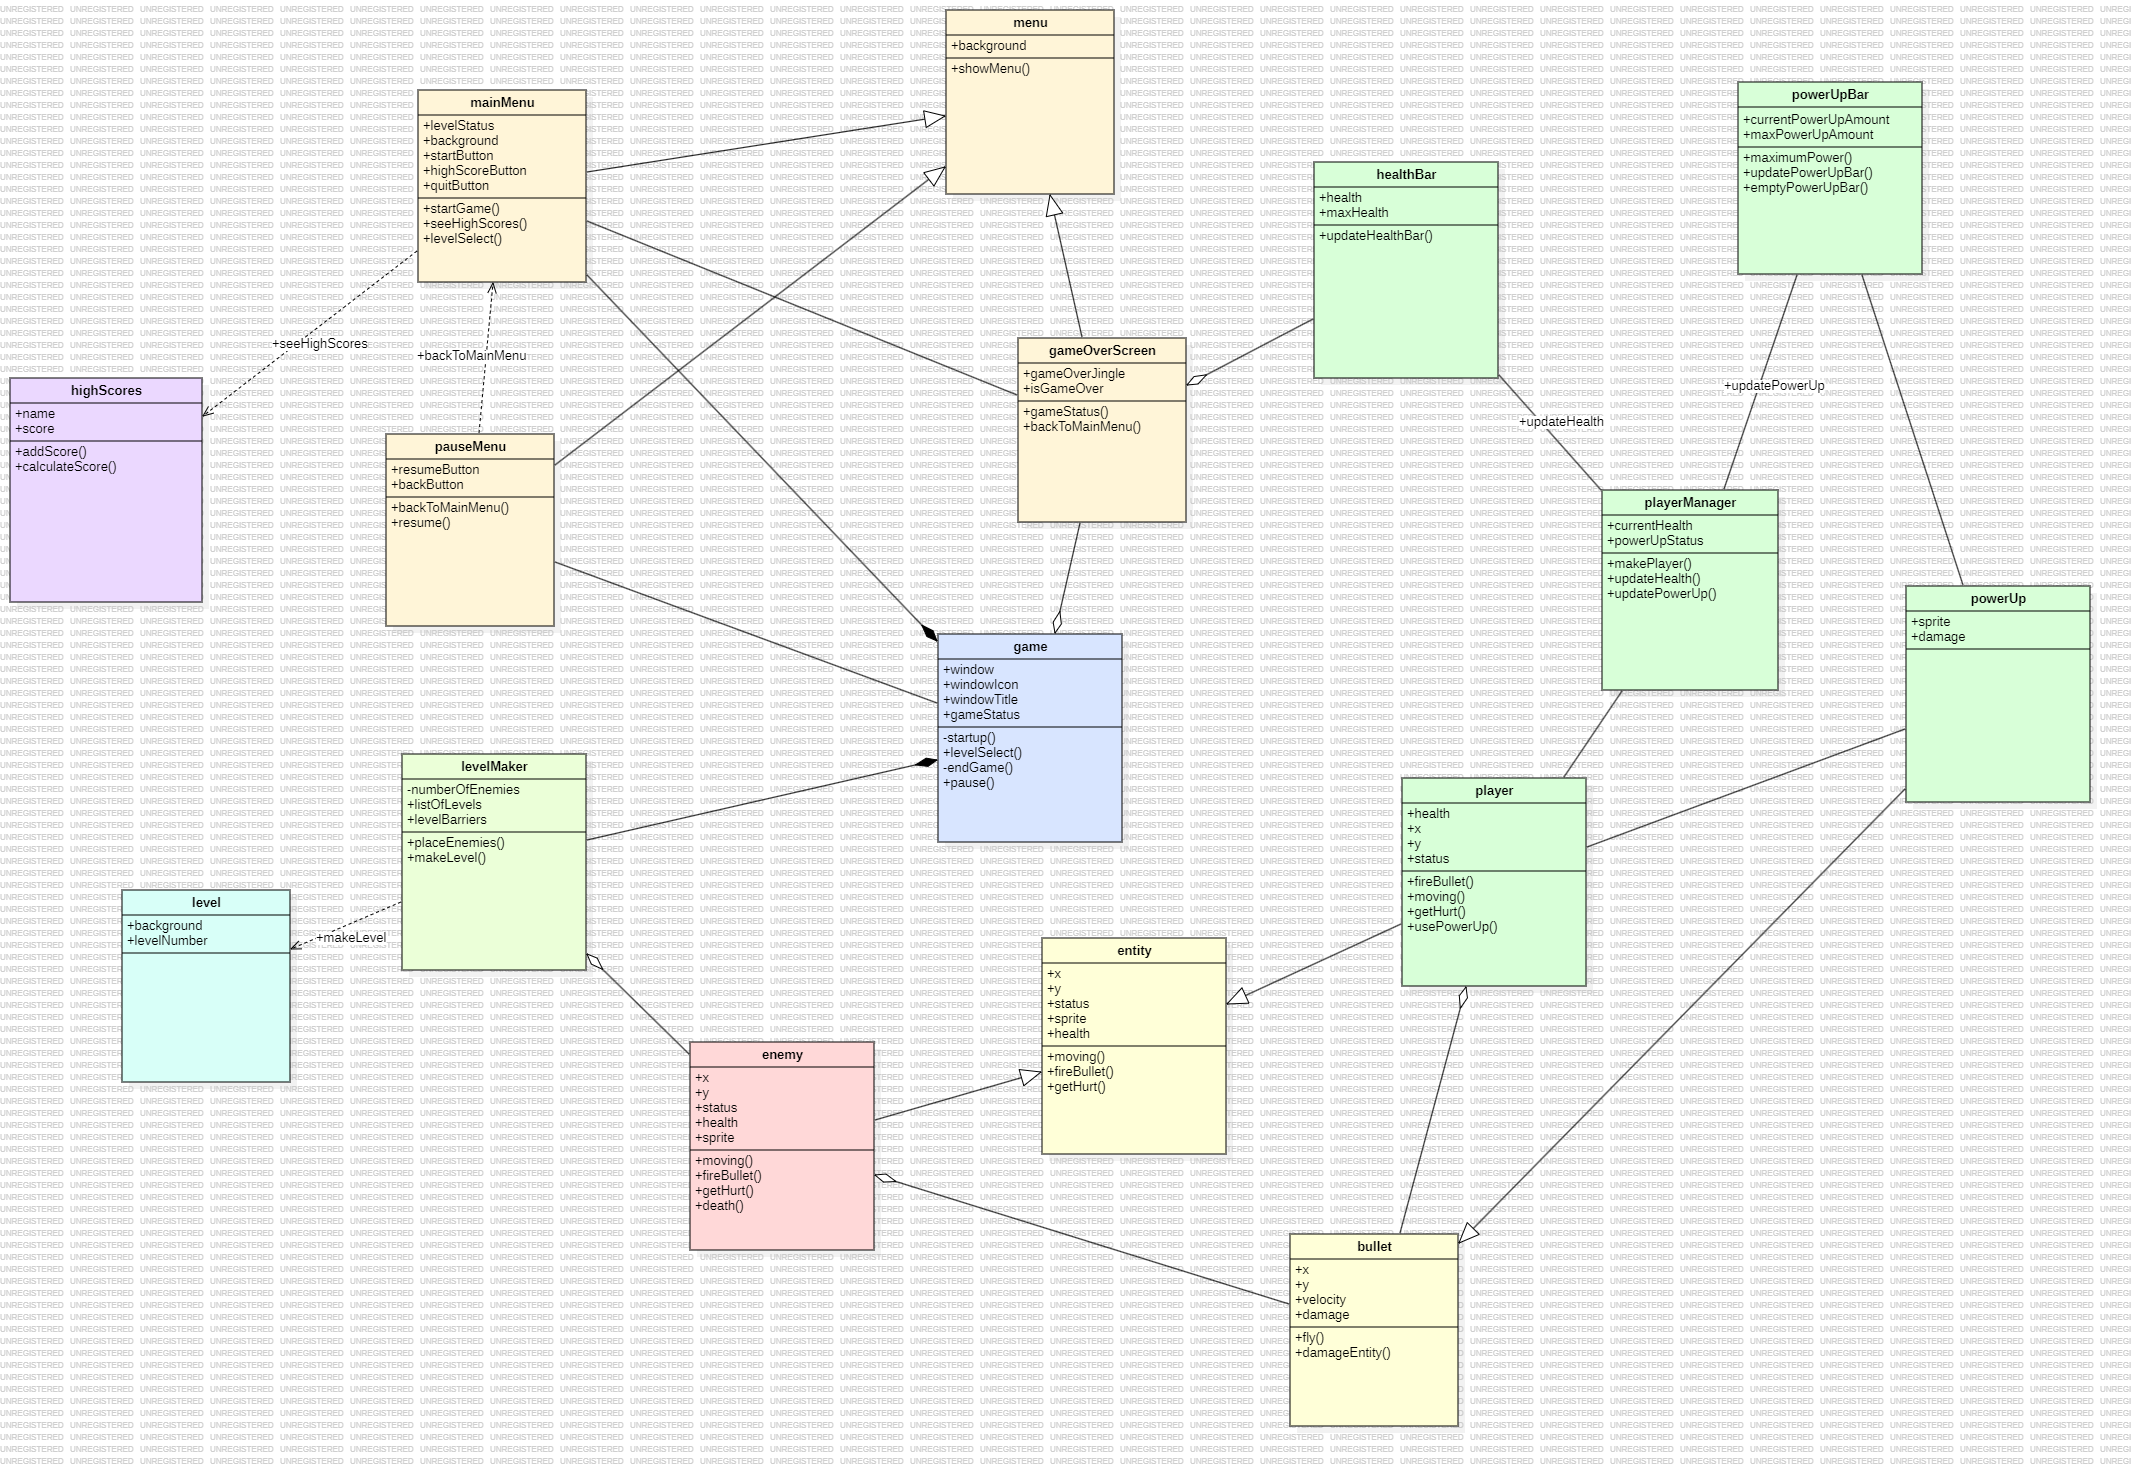 menu
+background
+showMenu()
mainMenu
+levelStatus
+background
+startButton
+highScoreButton
+quitButton
+startGame()
+seeHighScores()
+levelSelect()
powerUpBar
+currentPowerUpAmount
+maxPowerUpAmount
+maximumPower()
+updatePowerUpBar()
+emptyPowerUpBar()
healthBar
+health
+maxHealth
+updateHealthBar()
+seeHighScores
+backToMainMenu
gameOverScreen
+gameOverJingle
+isGameOver
+gameStatus()
+backToMainMenu()
+updatePowerUp
+updateHealth
highScores
+name
+score
+addScore()
+calculateScore()
pauseMenu
+resumeButton
+backButton
+backToMainMenu()
+resume()
playerManager
+currentHealth
+powerUpStatus
+makePlayer()
+updateHealth()
+updatePowerUp()
powerUp
+sprite
+damage
game
+window
+windowIcon
+windowTitle
+gameStatus
-startup()
+levelSelect()
-endGame()
+pause()
levelMaker
-numberOfEnemies
+listOfLevels
+levelBarriers
+placeEnemies()
+makeLevel()
player
+health
+x
+y
+status
+fireBullet()
+moving()
+getHurt()
+usePowerUp()
level
+background
+levelNumber
+makeLevel
entity
+x
+y
+status
+sprite
+health
+moving()
+fireBullet()
+getHurt()
enemy
+x
+y
+status
+health
+sprite
+moving()
+fireBullet()
+getHurt()
+death()
bullet
+x
+y
+velocity
+damage
+fly()
+damageEntity()
UNREGISTERED